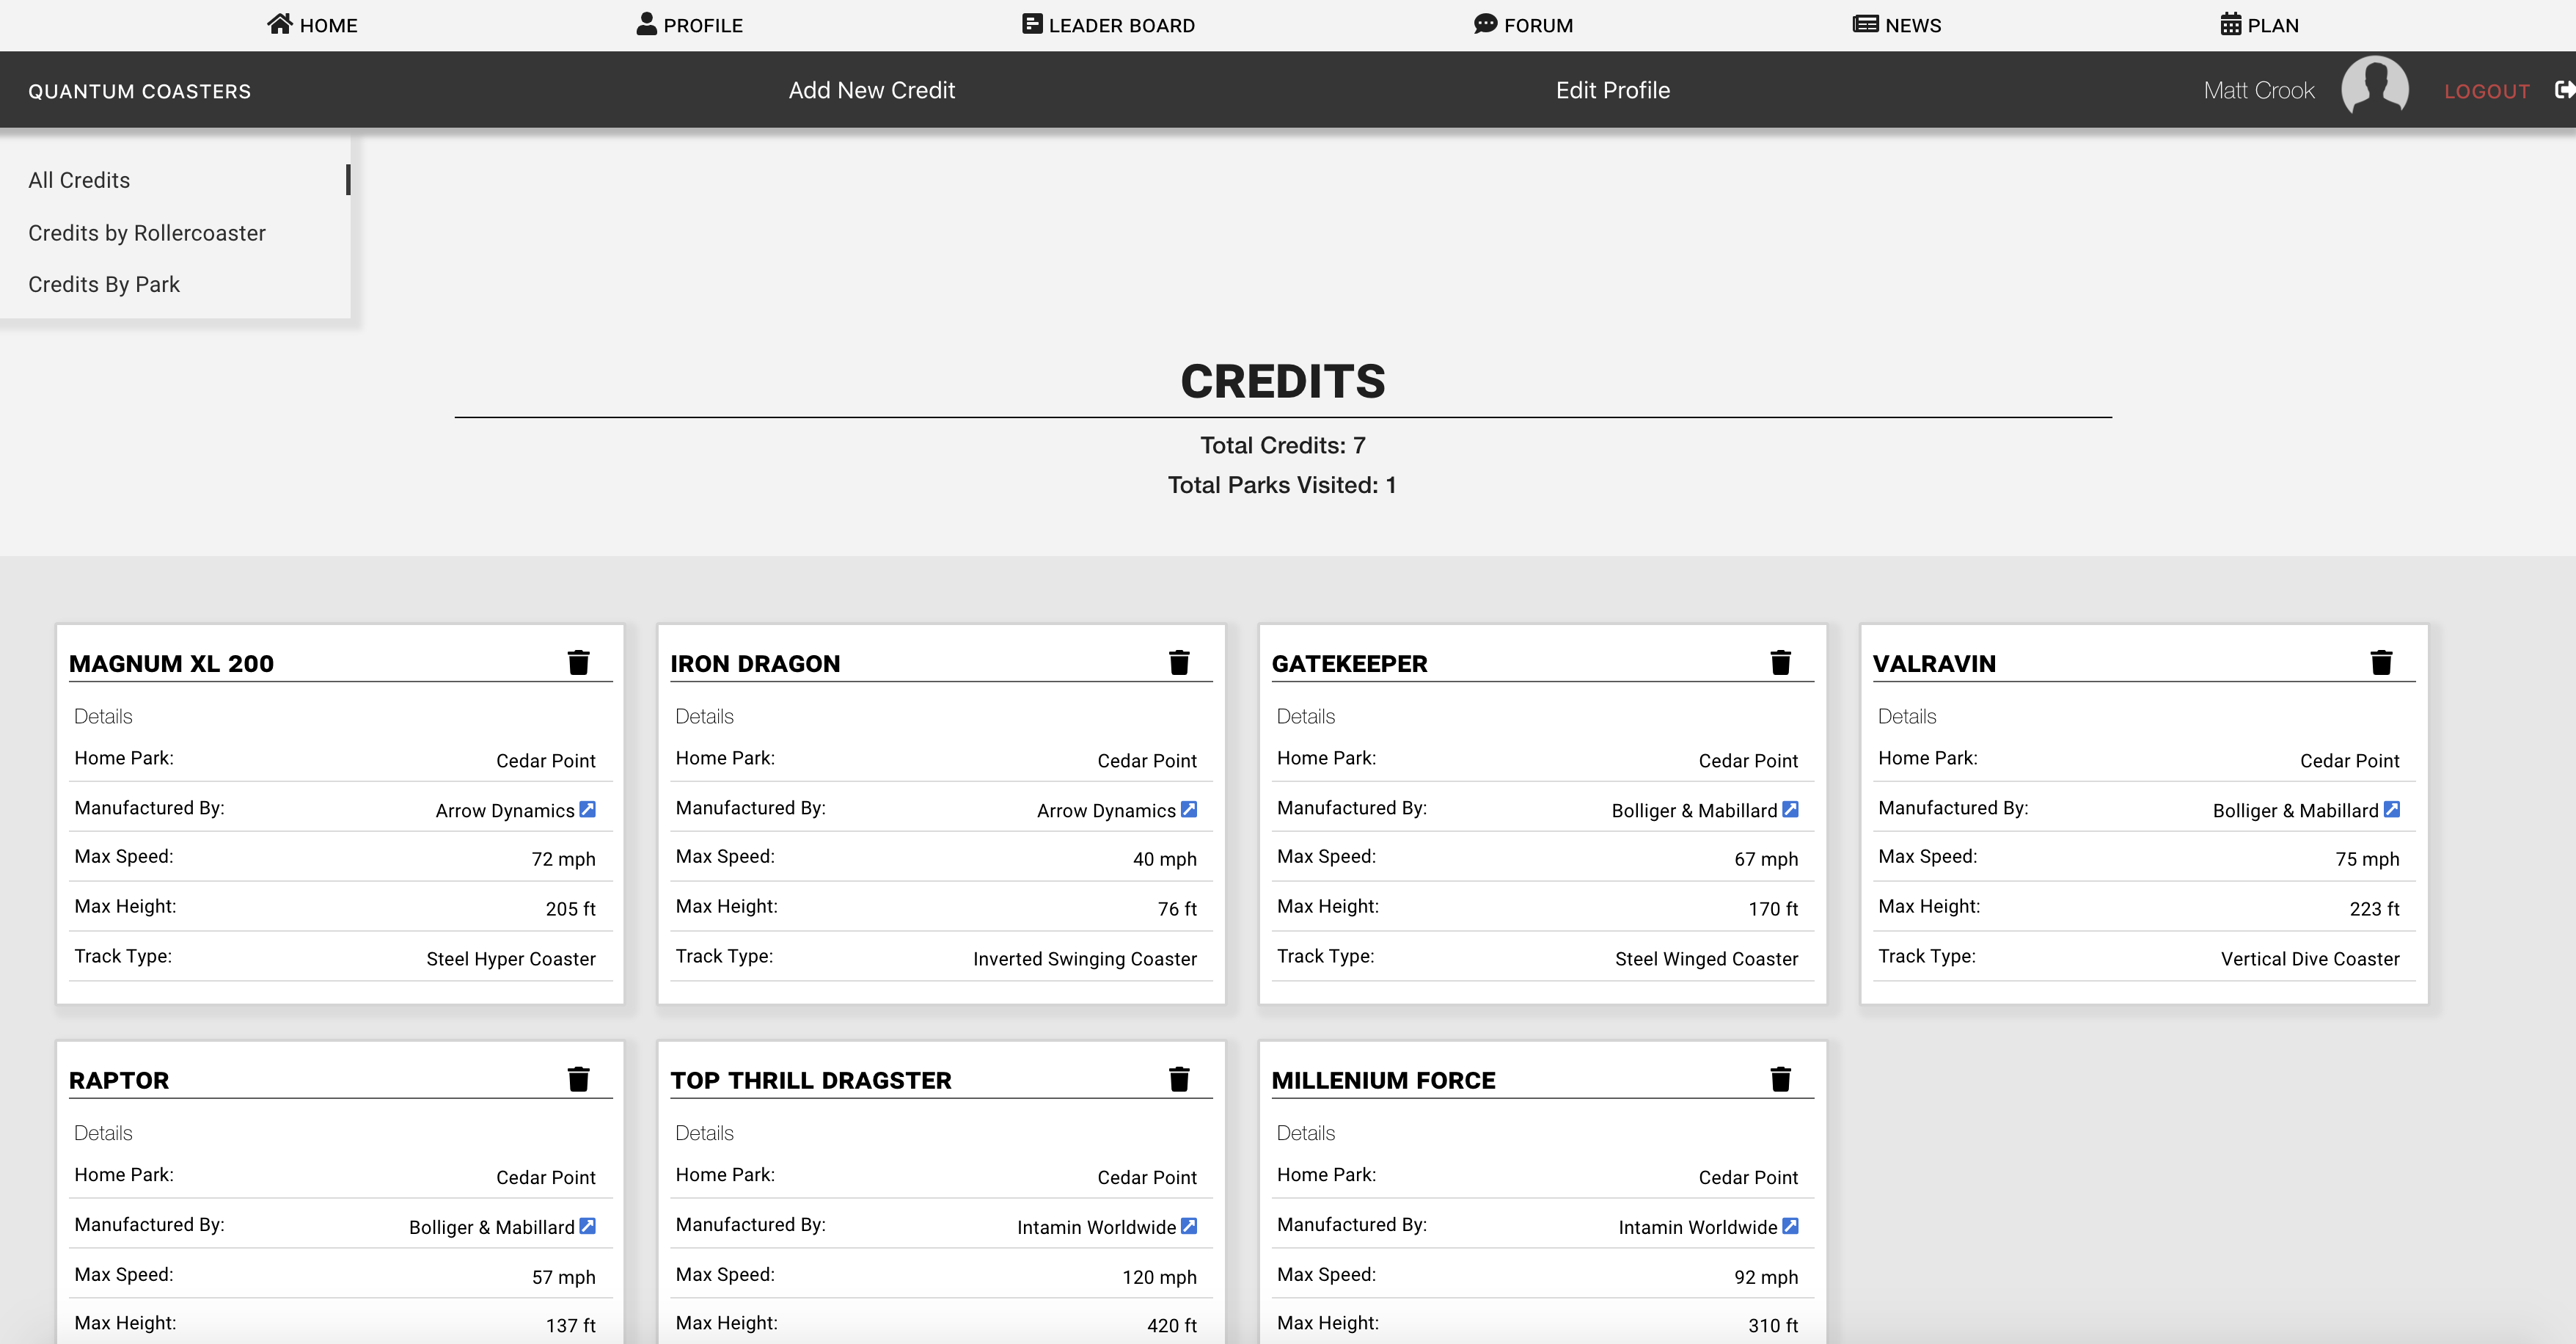 HOME PROFILE LEADER BOARD FORUM NEWS PLAN
QUANTUM COASTERS Add New Credit Edit Profile Matt Crook LOGOUT
All Credits
Credits by Rollercoaster
Credits By Park
CREDITS
Total Credits: 7
Total Parks Visited: 1
MAGNUM XL 200
Details
Home Park: Cedar Point
Manufactured By: Arrow Dynamics
Max Speed: 72 mph
Max Height: 205 ft
Track Type: Steel Hyper Coaster
IRON DRAGON
Details
Home Park: Cedar Point
Manufactured By: Arrow Dynamics
Max Speed: 40 mph
Max Height: 76 ft
Track Type: Inverted Swinging Coaster
GATEKEEPER
Details
Home Park: Cedar Point
Manufactured By: Bolliger & Mabillard
Max Speed: 67 mph
Max Height: 170 ft
Track Type: Steel Winged Coaster
VALRAVIN
Details
Home Park: Cedar Point
Manufactured By: Bolliger & Mabillard
Max Speed: 75 mph
Max Height: 223 ft
Track Type: Vertical Dive Coaster
RAPTOR
Details
Home Park: Cedar Point
Manufactured By: Bolliger & Mabillard
Max Speed: 57 mph
Max Height: 137 ft
TOP THRILL DRAGSTER
Details
Home Park: Cedar Point
Manufactured By: Intamin Worldwide
Max Speed: 120 mph
Max Height: 420 ft
MILLENIUM FORCE
Details
Home Park: Cedar Point
Manufactured By: Intamin Worldwide
Max Speed: 92 mph
Max Height: 310 ft